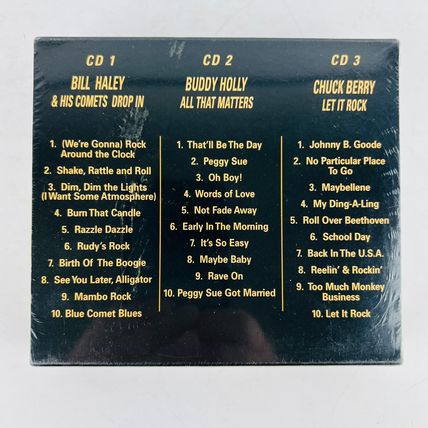 CD 1
BILL HALEY
& HIS COMETS DROP IN
1. (We're Gonna) Rock
Around the Clock
2. Shake, Rattle and Roll
3. Dim, Dim the Lights
(I Want Some Atmosphere)
4. Burn That Candle
5. Razzle Dazzle
6. Rudy's Rock
7. Birth Of The Boogie
8. See You Later, Alligator
9. Mambo Rock
10. Blue Comet Blues
CD 2
BUDDY HOLLY
ALL THAT MATTERS
1. That'll Be The Day
2. Peggy Sue
3. Oh Boy!
4. Words of Love
5. Not Fade Away
6. Early In The Morning
7. It's So Easy
8. Maybe Baby
9. Rave On
10. Peggy Sue Got Married
CD 3
CHUCK BERRY
LET IT ROCK
1. Johnny B. Goode
2. No Particular Place
To Go
3. Maybellene
4. My Ding-A-Ling
5. Roll Over Beethoven
6. School Day
7. Back In The U.S.A.
8. Reelin' & Rockin'
9. Too Much Monkey
Business
10. Let It Rock